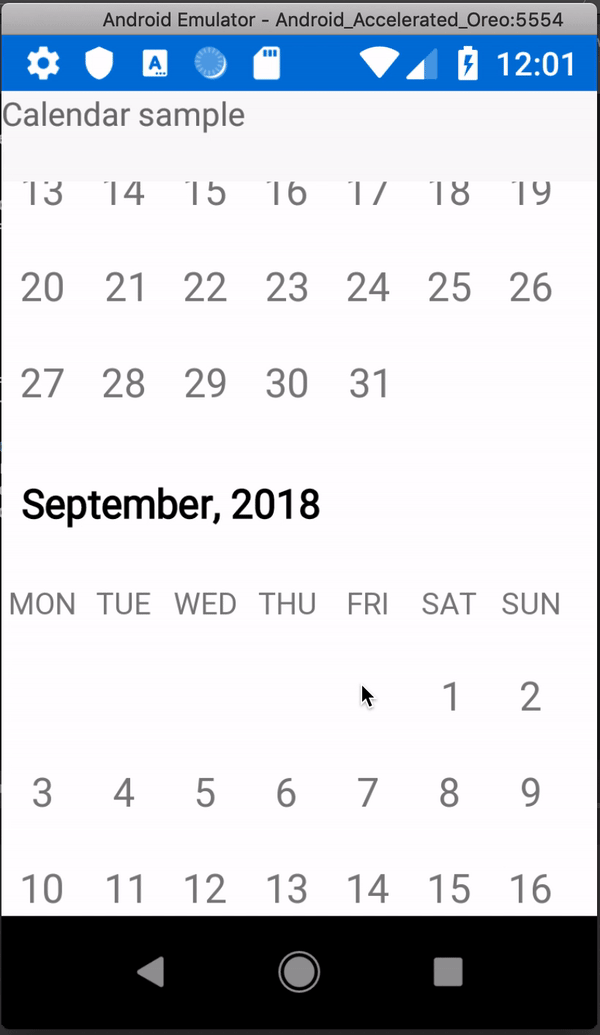 Android Emulator - Android_Accelerated_Oreo:5554
A 12:01
Calendar sample
13 14 15 16 17 18 19
20 21 22 23 24 25 26
27 28 29 30 31
September, 2018
MON TUE WED THU FRI SAT SUN
1 2
3 4 5 6 7 8 9
10 11 12 13 14 15 16